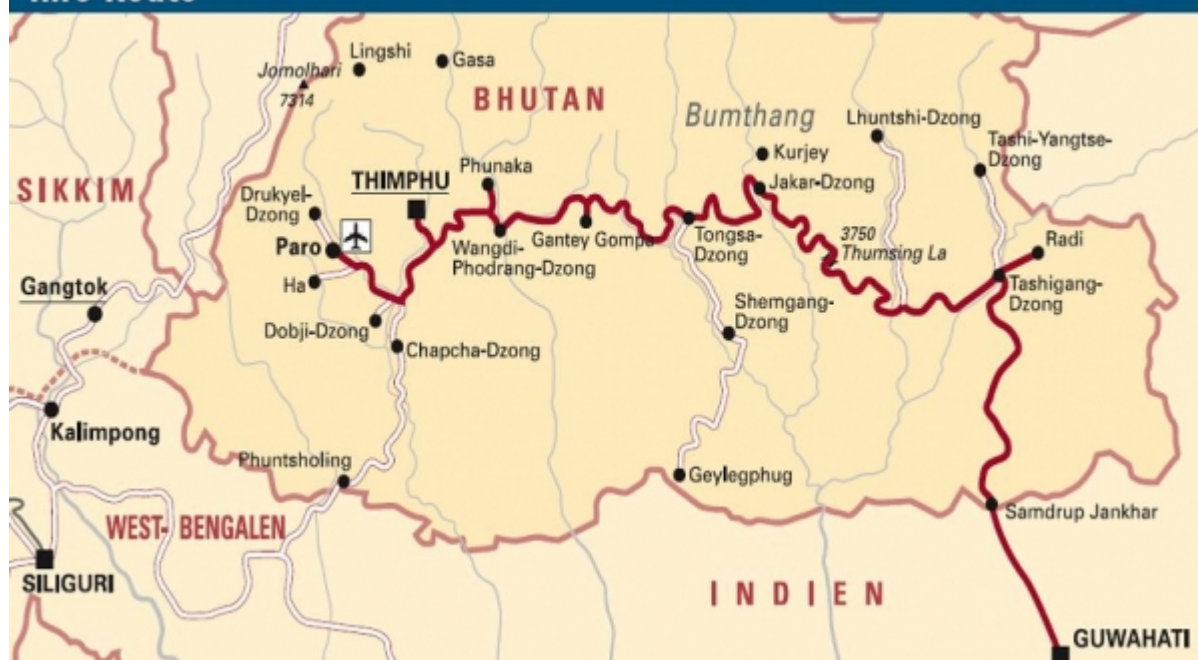 Lingshi
Gasa
Jomolhari
7314
BHUTAN
Bumthang
Lhuntshi-Dzong
Tashi-Yangtse-
Dzong
Kurjey
Phunaka
SIKKIM
THIMPHU
Jakar-Dzong
Drukyel-
Dzong
Paro
Wangdi-
Phodrang-Dzong
Gantey Gompa
Tongsa-
Dzong
3750
Thumsing La
Radi
Ha
Gangtok
Tashigang-
Dzong
Dobji-Dzong
Shemgang-
Dzong
Chapcha-Dzong
Kalimpong
Phuntsholing
Geylegphug
WEST-BENGALEN
Samdrup Jankhar
SILIGURI
INDIEN
GUWAHATI